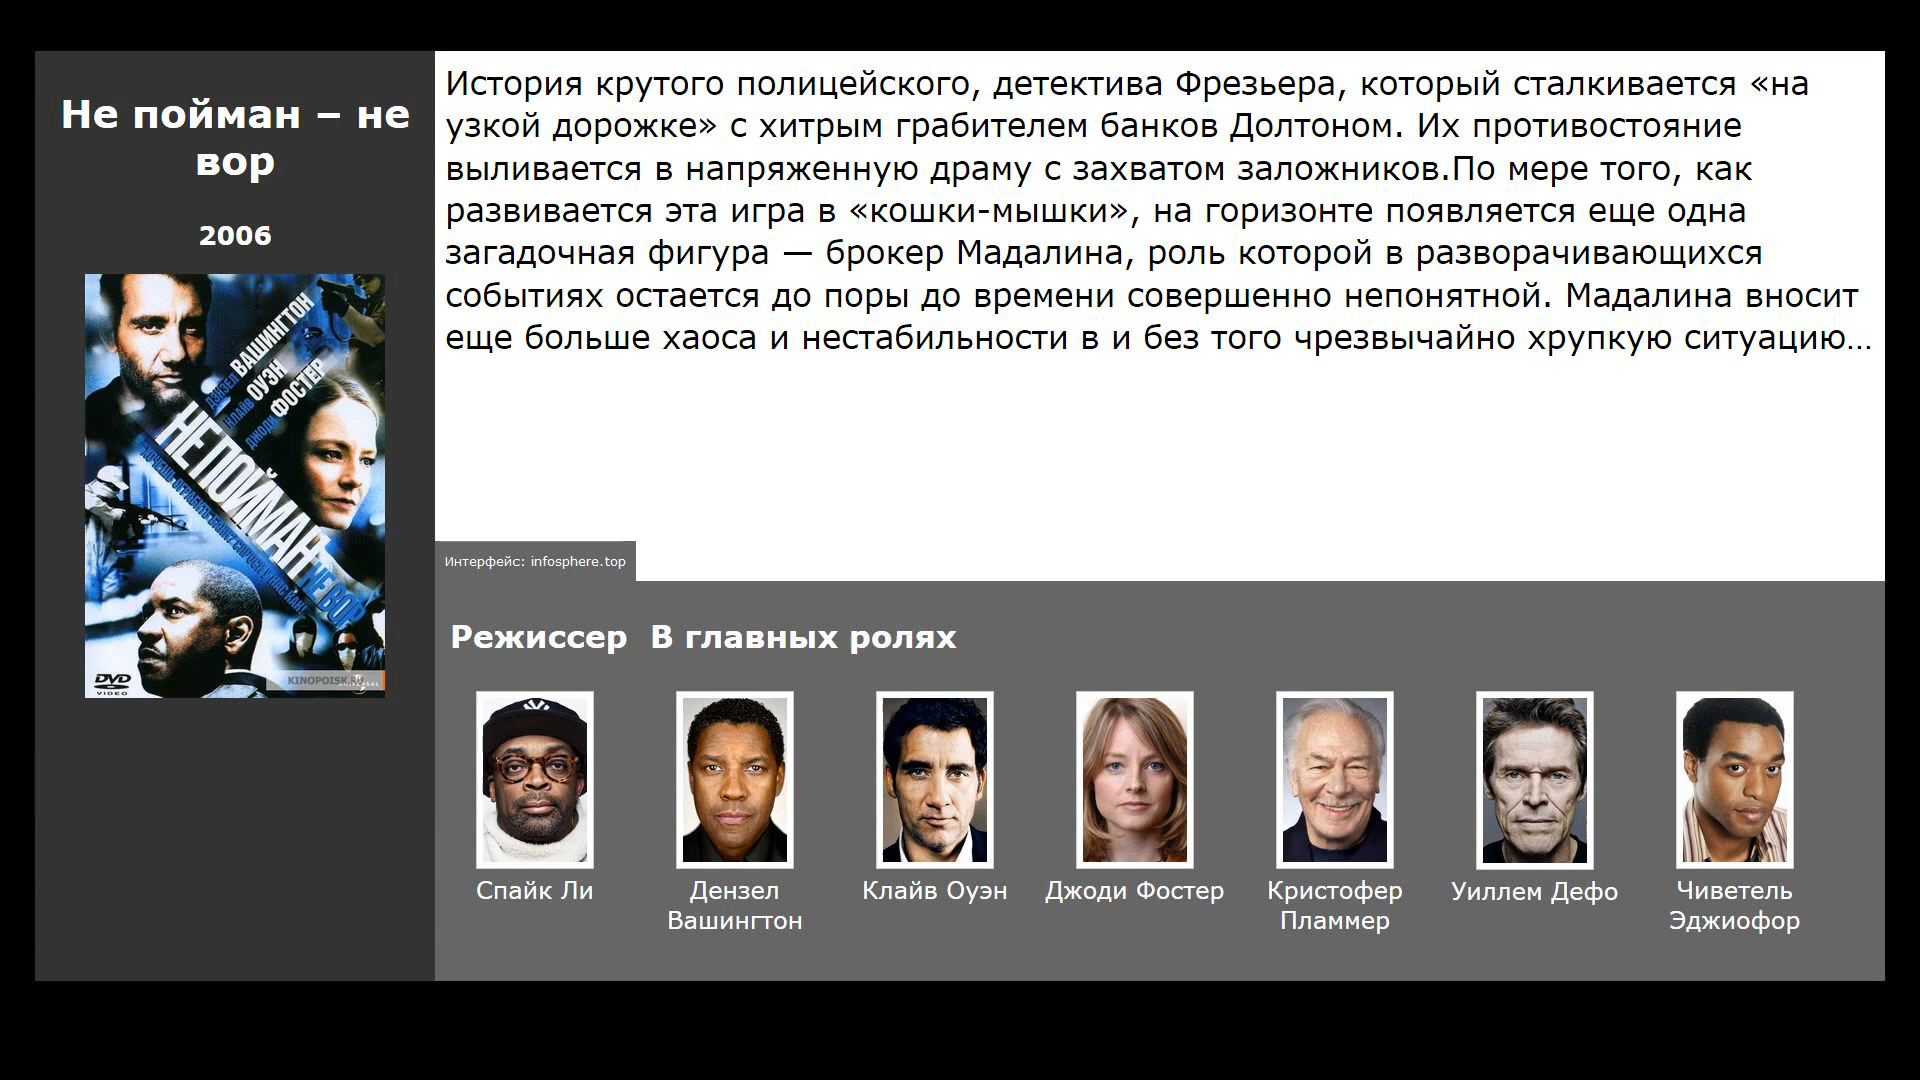 Не пойман – не
вор
2006
ДЕНЗЕЛ ВАШИНГТОН
КЛАЙВ ОУЭН
ДЖОДИ ФОСТЕР
НЕ ПОЙМАН
НЕ ВОР
DVD
VIDEO
KINOPOISK.RU
История крутого полицейского, детектива Фрезьера, который сталкивается «на
узкой дорожке» с хитрым грабителем банков Долтоном. Их противостояние
выливается в напряженную драму с захватом заложников.По мере того, как
развивается эта игра в «кошки-мышки», на горизонте появляется еще одна
загадочная фигура — брокер Мадалина, роль которой в разворачивающихся
событиях остается до поры до времени совершенно непонятной. Мадалина вносит
еще больше хаоса и нестабильности в и без того чрезвычайно хрупкую ситуацию…
Интерфейс: infosphere.top
Режиссер В главных ролях
Спайк Ли
Дензел
Вашингтон
Клайв Оуэн
Джоди Фостер
Кристофер
Пламмер
Уиллем Дефо
Чиветель
Эджиофор